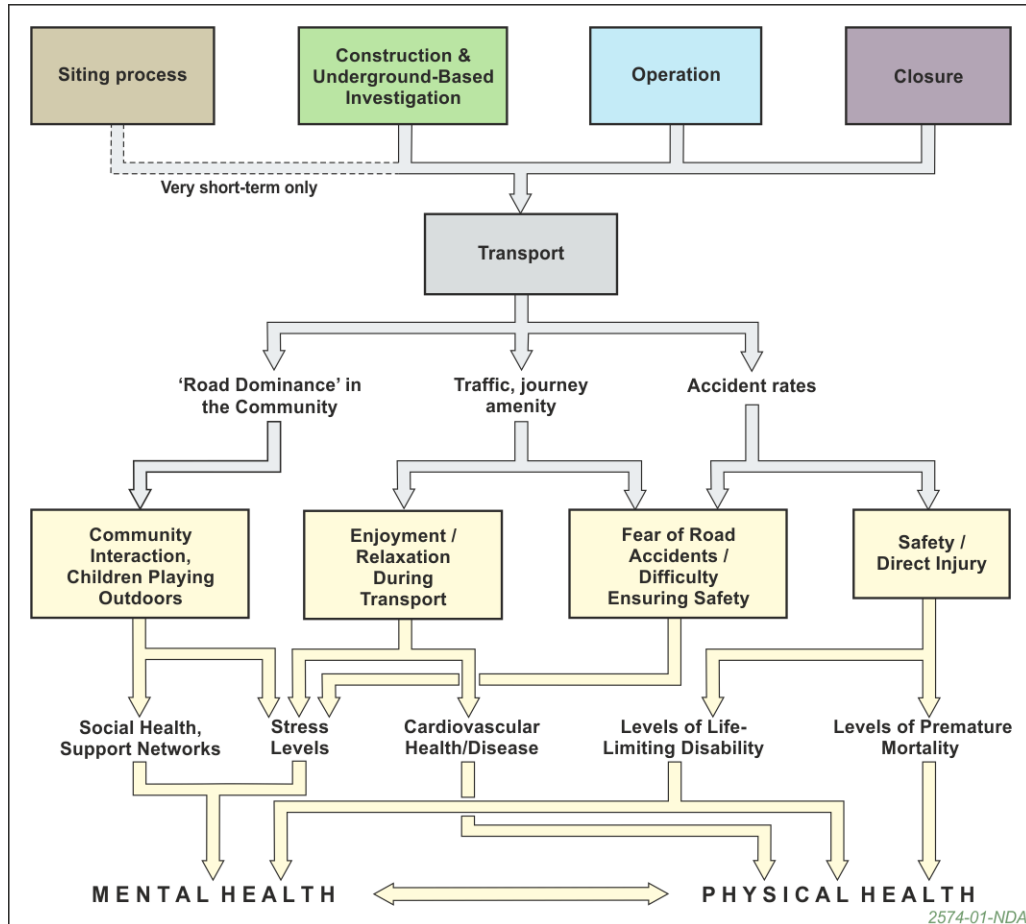 Siting process
Construction &
Underground-Based
Investigation
Operation
Closure
Very short-term only
Transport
‘Road Dominance’ in
the Community
Traffic, journey
amenity
Accident rates
Community
Interaction,
Children Playing
Outdoors
Enjoyment /
Relaxation
During
Transport
Fear of Road
Accidents /
Difficulty
Ensuring Safety
Safety /
Direct Injury
Social Health,
Support Networks
Stress
Levels
Cardiovascular
Health/Disease
Levels of Life-
Limiting Disability
Levels of Premature
Mortality
MENTAL HEALTH
PHYSICAL HEALTH
2574-01-NDA